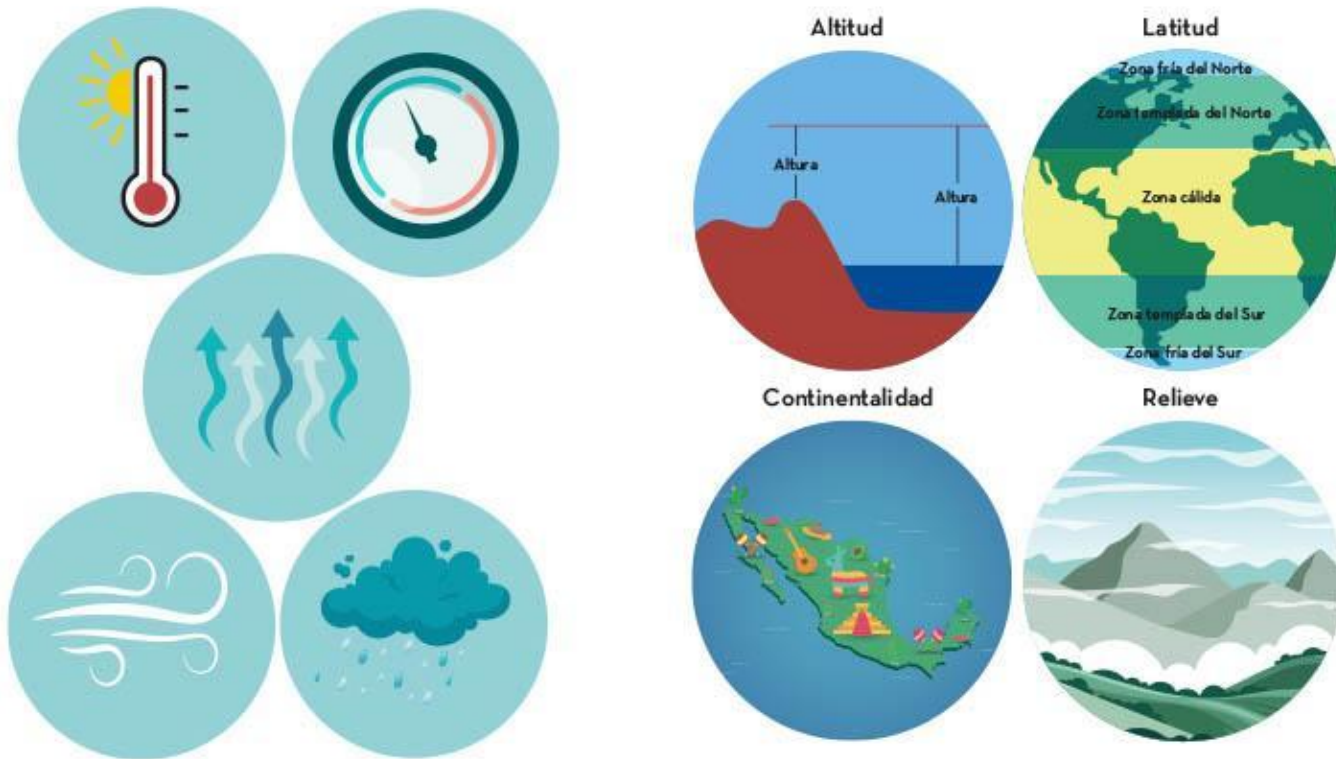 Altitud
Altura
Altura
Latitud
Zona fría del Norte
Zona templada del Norte
Zona cálida
Zona templada del Sur
Zona fría del Sur
Continentalidad
Relieve